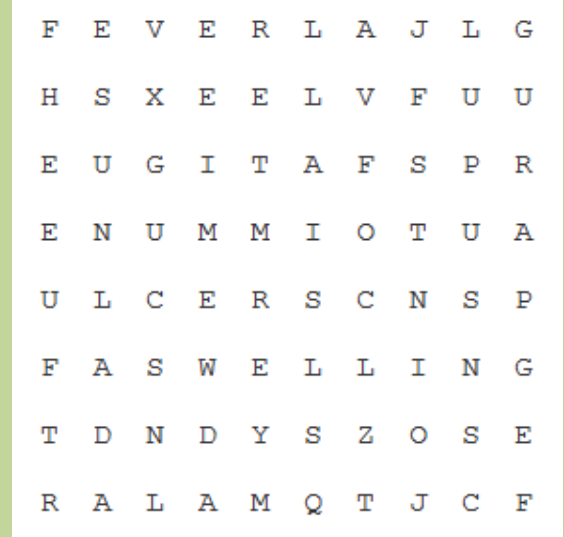 F E V E R L A J L G
H S X E E L V F U U
E U G I T A F S P R
E N U M M I O T U A
U L C E R S C N S P
F A S W E L L I N G
T D N D Y S Z O S E
R A L A M Q T J C F